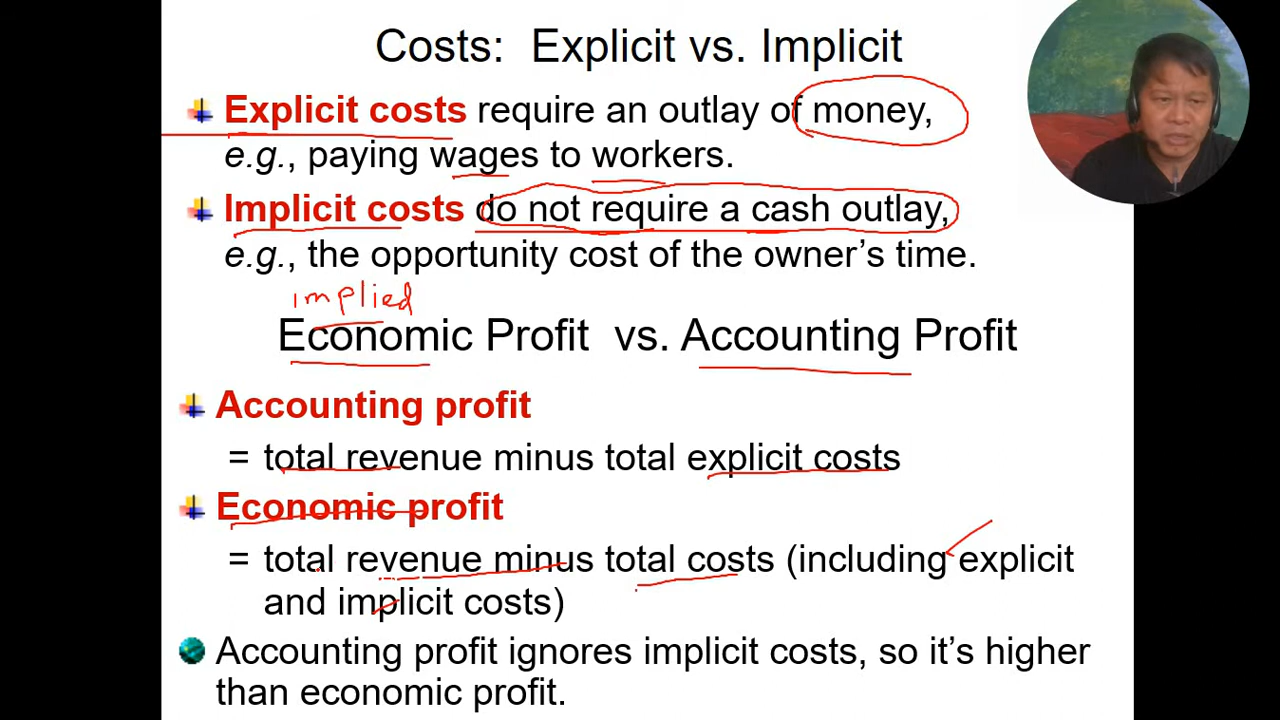 Costs: Explicit vs. Implicit
Explicit costs require an outlay of money,
e.g., paying wages to workers.
Implicit costs do not require a cash outlay,
e.g., the opportunity cost of the owner’s time.
implied
Economic Profit vs. Accounting Profit
Accounting profit
= total revenue minus total explicit costs
Economic profit
= total revenue minus total costs (including explicit
and implicit costs)
Accounting profit ignores implicit costs, so it’s higher
than economic profit.